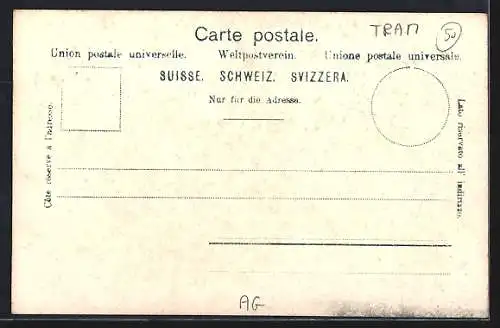 Carte postale.
TRAM
50
Union postale universelle. Weltpostverein. Unione postale universale.
SUISSE. SCHWEIZ. SVIZZERA.
Nur für die Adresse.
Côté réservé à l'adresse.
Lato riservato all' indirizzo.
AG